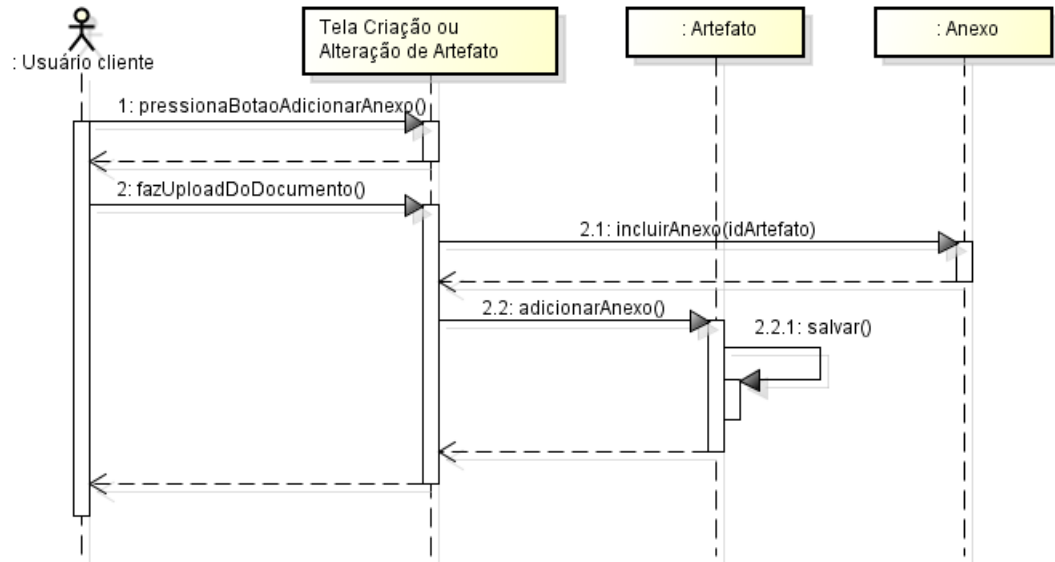 Tela Criação ou
Alteração de Artefato
: Artefato
: Anexo
: Usuário cliente
1: pressionaBotaoAdicionarAnexo()
2: fazUploadDoDocumento()
2.1: incluirAnexo(idArtefato)
2.2: adicionarAnexo()
2.2.1: salvar()